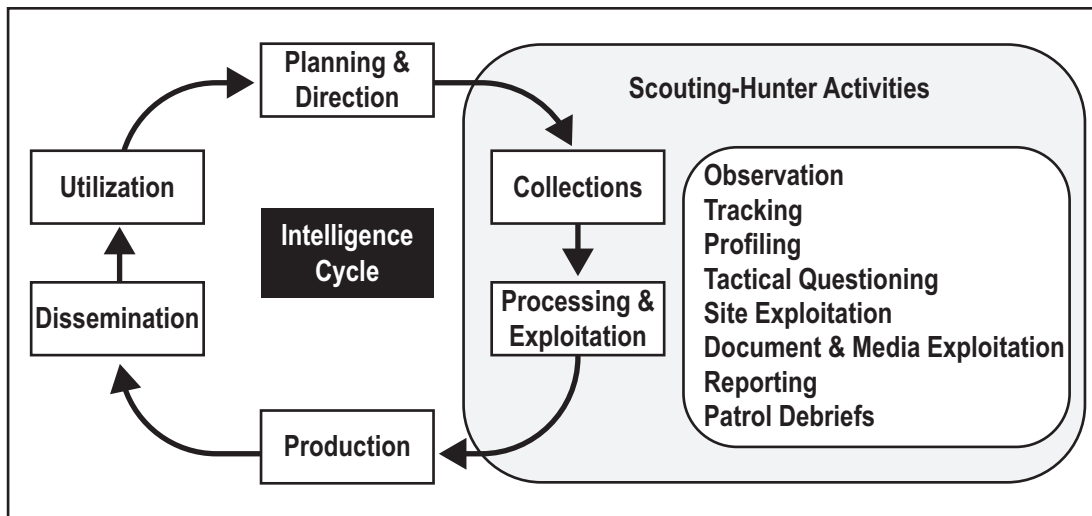 Planning &
Direction
Scouting-Hunter Activities
Utilization
Collections
Observation
Tracking
Profiling
Tactical Questioning
Site Exploitation
Document & Media Exploitation
Reporting
Patrol Debriefs
Intelligence
Cycle
Dissemination
Processing &
Exploitation
Production